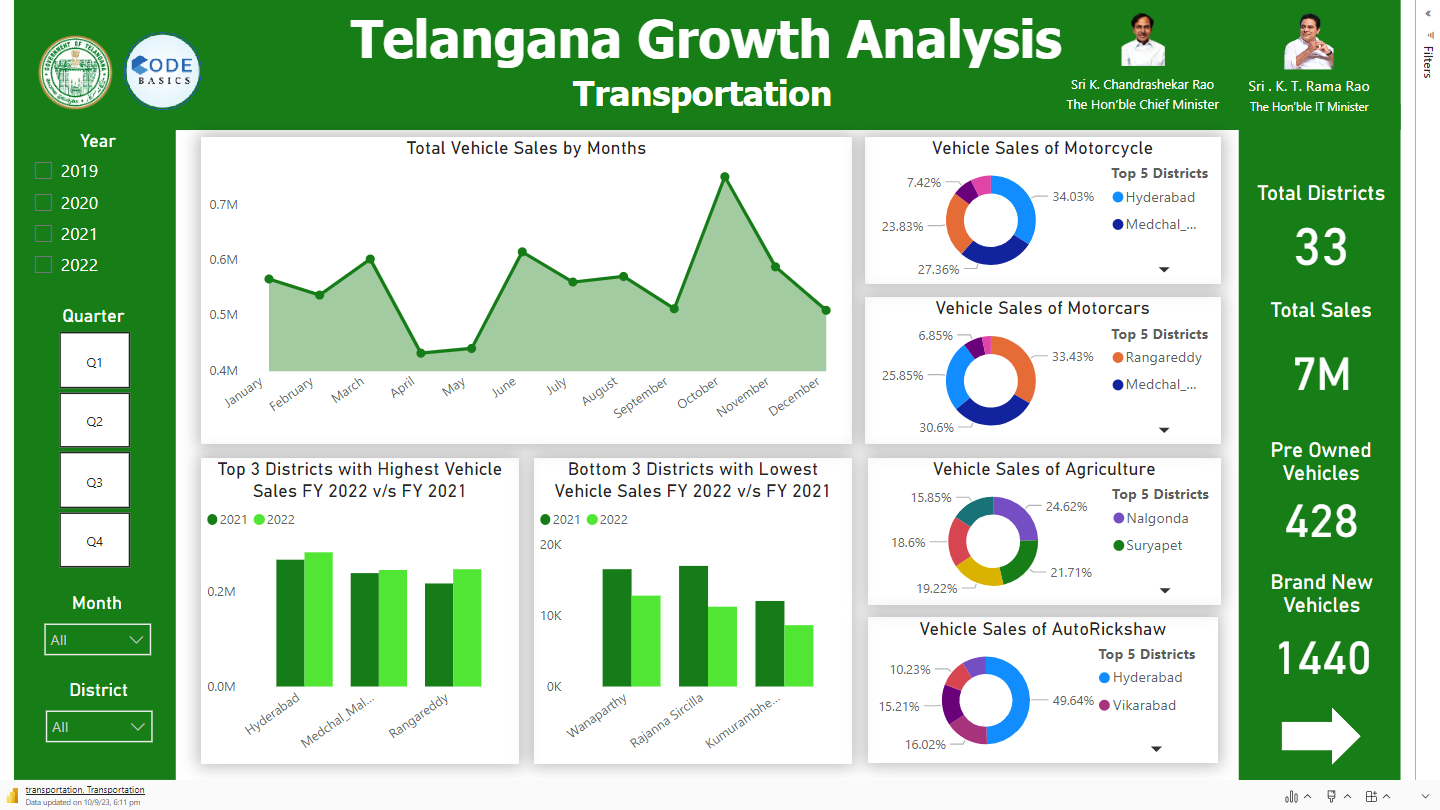 Telangana Growth Analysis
Transportation
GOVERNMENT OF TELANGANA
CODE
BASICS
Sri K. Chandrashekar Rao
The Hon'ble Chief Minister
Sri . K. T. Rama Rao
The Hon'ble IT Minister
Filters
Year
2019
2020
2021
2022
Quarter
Q1
Q2
Q3
Q4
Month
All
District
All
Total Vehicle Sales by Months
0.7M
0.6M
0.5M
0.4M
January
February
March
April
May
June
July
August
September
October
November
December
Top 3 Districts with Highest Vehicle
Sales FY 2022 v/s FY 2021
2021 2022
0.2M
0.0M
Hyderabad
Medchal_Mal...
Rangareddy
Bottom 3 Districts with Lowest
Vehicle Sales FY 2022 v/s FY 2021
2021 2022
20K
10K
0K
Wanaparthy
Rajanna Sircilla
Kumurambhe...
Vehicle Sales of Motorcycle
7.42%
34.03%
23.83%
27.36%
Top 5 Districts
Hyderabad
Medchal_...
Vehicle Sales of Motorcars
6.85%
33.43%
25.85%
30.6%
Top 5 Districts
Rangareddy
Medchal_...
Vehicle Sales of Agriculture
15.85%
24.62%
18.6%
21.71%
19.22%
Top 5 Districts
Nalgonda
Suryapet
Vehicle Sales of AutoRickshaw
10.23%
49.64%
15.21%
16.02%
Top 5 Districts
Hyderabad
Vikarabad
Total Districts
33
Total Sales
7M
Pre Owned
Vehicles
428
Brand New
Vehicles
1440
transportation, Transportation
Data updated on 10/9/23, 6:11 pm